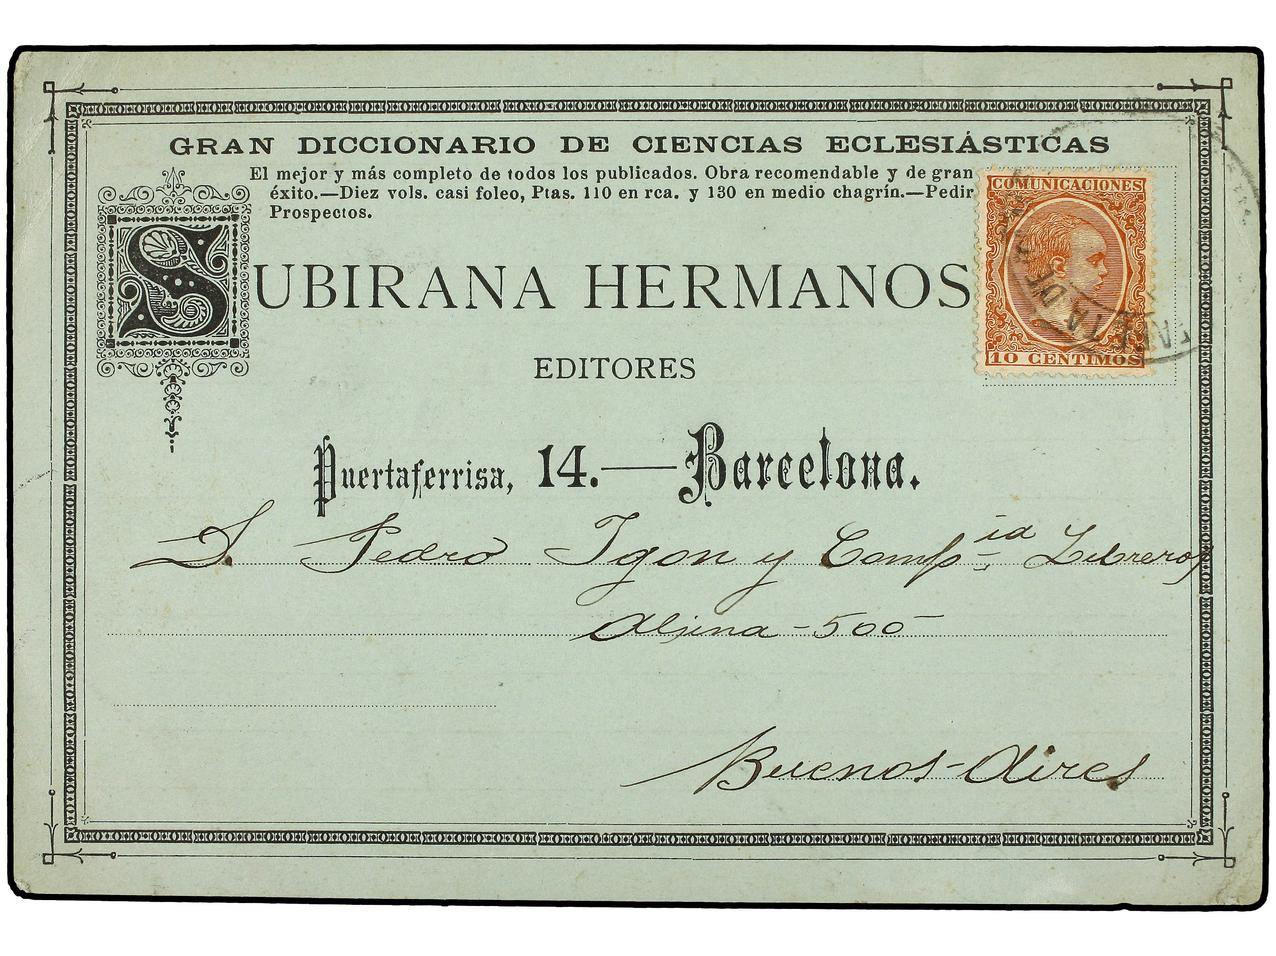 GRAN DICCIONARIO DE CIENCIAS ECLESIÁSTICAS
El mejor y más completo de todos los publicados. Obra recomendable y de gran
éxito.—Diez vols. casi foleo, Ptas. 110 en rca. y 130 en medio chagrín.—Pedir
Prospectos.
COMUNICACIONES
10 CENTIMOS
SUBIRANA HERMANOS
EDITORES
Puertaferrisa, 14.—Barcelona.
D. Pedro Igon y Compia Libreros
Alsina - 500
Buenos-Aires